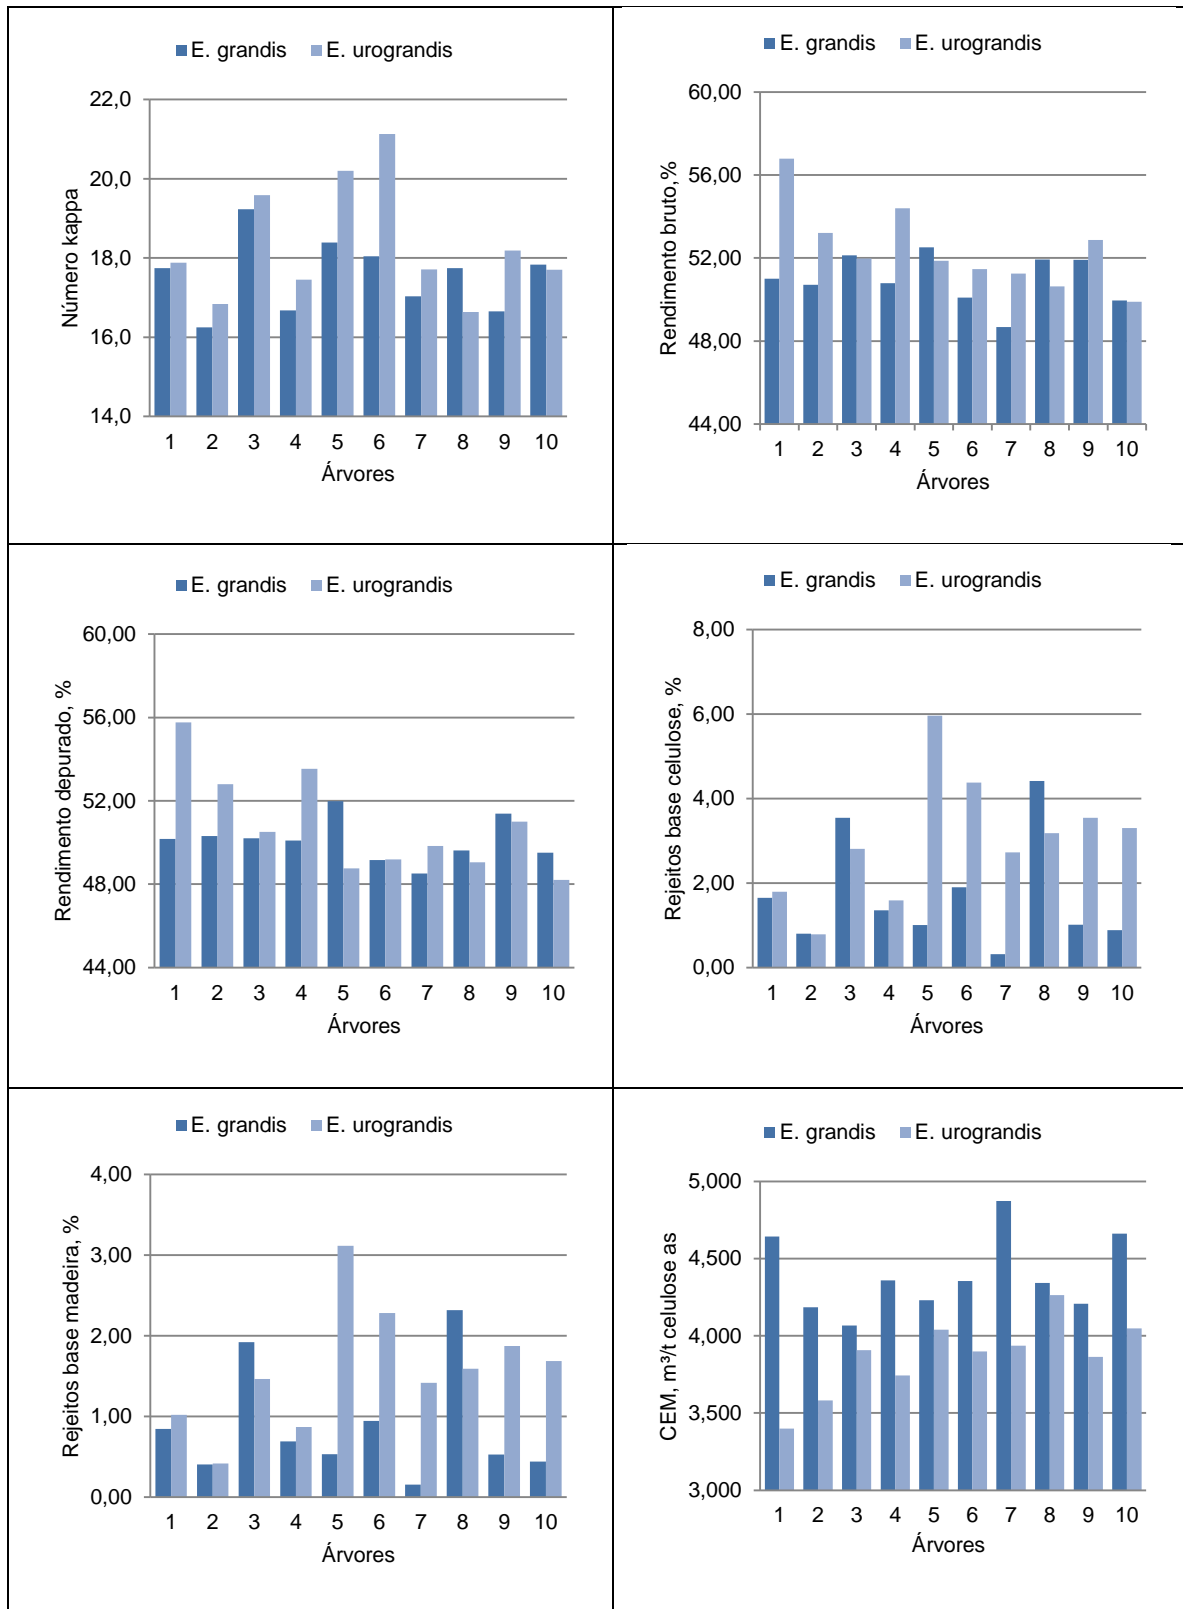 E. grandis E. urograndis
Número kappa
22,0
20,0
18,0
16,0
14,0
1 2 3 4 5 6 7 8 9 10
Árvores
E. grandis E. urograndis
Rendimento bruto,%
60,00
56,00
52,00
48,00
44,00
1 2 3 4 5 6 7 8 9 10
Árvores
E. grandis E. urograndis
Rendimento depurado, %
60,00
56,00
52,00
48,00
44,00
1 2 3 4 5 6 7 8 9 10
Árvores
E. grandis E. urograndis
Rejeitos base celulose, %
8,00
6,00
4,00
2,00
0,00
1 2 3 4 5 6 7 8 9 10
Árvores
E. grandis E. urograndis
Rejeitos base madeira, %
4,00
3,00
2,00
1,00
0,00
1 2 3 4 5 6 7 8 9 10
Árvores
E. grandis E. urograndis
CEM, m³/t celulose as
5,000
4,500
4,000
3,500
3,000
1 2 3 4 5 6 7 8 9 10
Árvores